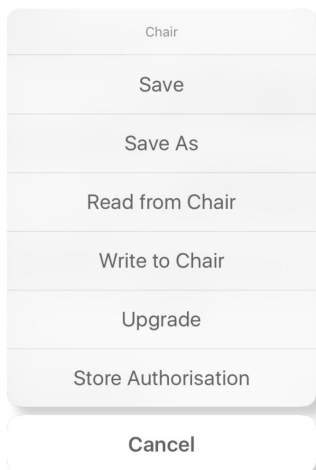 Chair
Save
Save As
Read from Chair
Write to Chair
Upgrade
Store Authorisation
Cancel